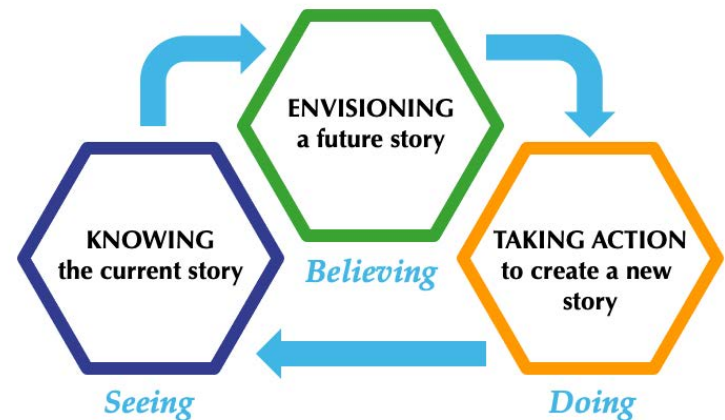 ENVISIONING
a future story
KNOWING
the current story
Believing
TAKING ACTION
to create a new
story
Seeing
Doing